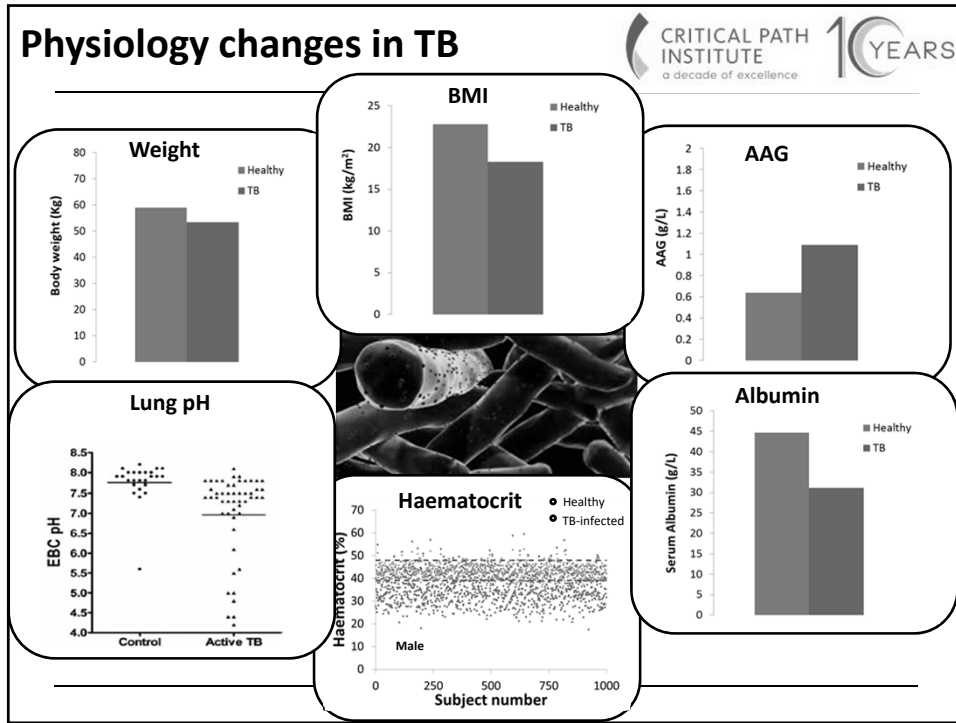 Physiology changes in TB
CRITICAL PATH
INSTITUTE
a decade of excellence
10 YEARS
Weight
80
70
60
50
40
30
20
10
0
Body weight (Kg)
Healthy
TB
BMI
25
20
15
10
5
0
BMI (kg/m²)
Healthy
TB
AAG
2
1.8
1.6
1.4
1.2
1
0.8
0.6
0.4
0.2
0
AAG (g/L)
Healthy
TB
Lung pH
8.5
8.0
7.5
7.0
6.5
6.0
5.5
5.0
4.5
4.0
EBC pH
Control Active TB
Haematocrit
Healthy
TB-infected
70
60
50
40
30
20
10
0
Haematocrit (%)
Male
0 250 500 750 1000
Subject number
Albumin
50
45
40
35
30
25
20
15
10
5
0
Serum Albumin (g/L)
Healthy
TB